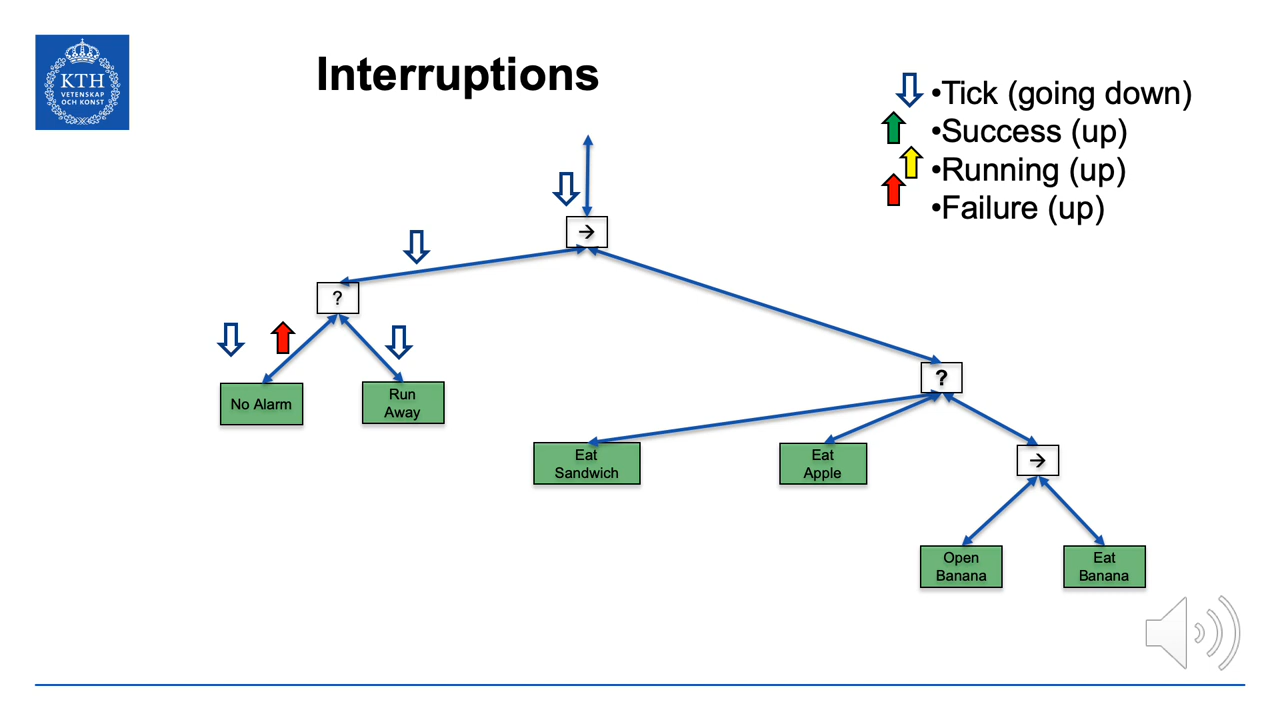 KTH
VETENSKAP
OCH KONST
Interruptions
•Tick (going down)
•Success (up)
•Running (up)
•Failure (up)
→
?
No Alarm
Run
Away
?
Eat
Sandwich
Eat
Apple
→
Open
Banana
Eat
Banana